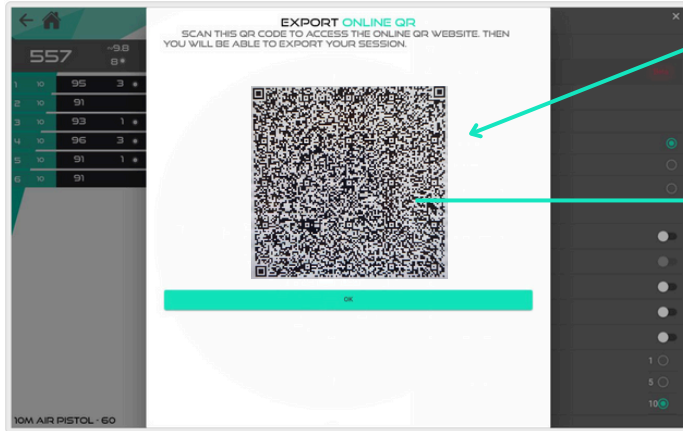 EXPORT ONLINE QR
SCAN THIS QR CODE TO ACCESS THE ONLINE QR WEBSITE. THEN
YOU WILL BE ABLE TO EXPORT YOUR SESSION.
557 ~9.8
8*
1 10 95 3 *
2 10 91
3 10 93 1 *
4 10 96 3 *
5 10 91 1 *
6 10 91
OK
1
5
10
10M AIR PISTOL - 60